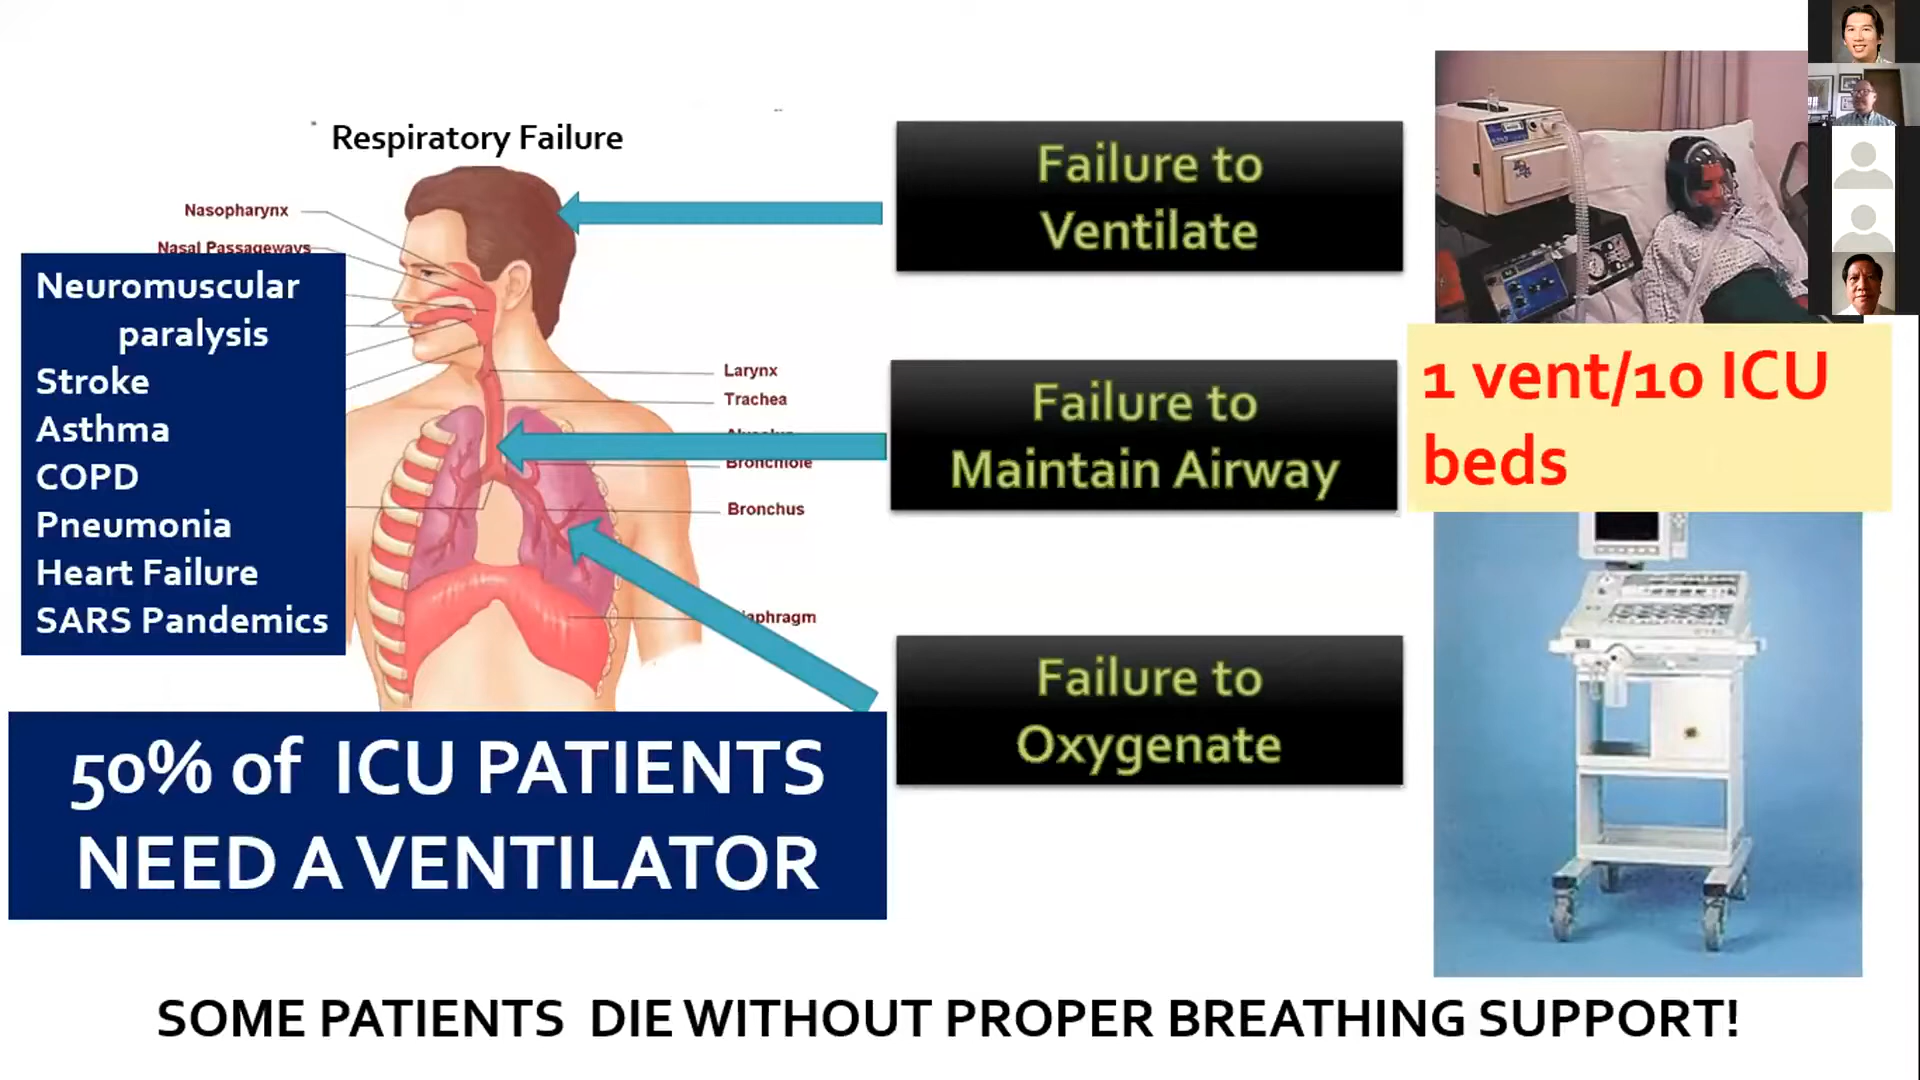 Respiratory Failure
Nasopharynx
Nasal Passageways
Neuromuscular
paralysis
Stroke
Asthma
COPD
Pneumonia
Heart Failure
SARS Pandemics
Larynx
Trachea
Bronchiole
Bronchus
50% of ICU PATIENTS
NEED A VENTILATOR
Failure to
Ventilate
Failure to
Maintain Airway
Failure to
Oxygenate
1 vent/10 ICU
beds
SOME PATIENTS DIE WITHOUT PROPER BREATHING SUPPORT!